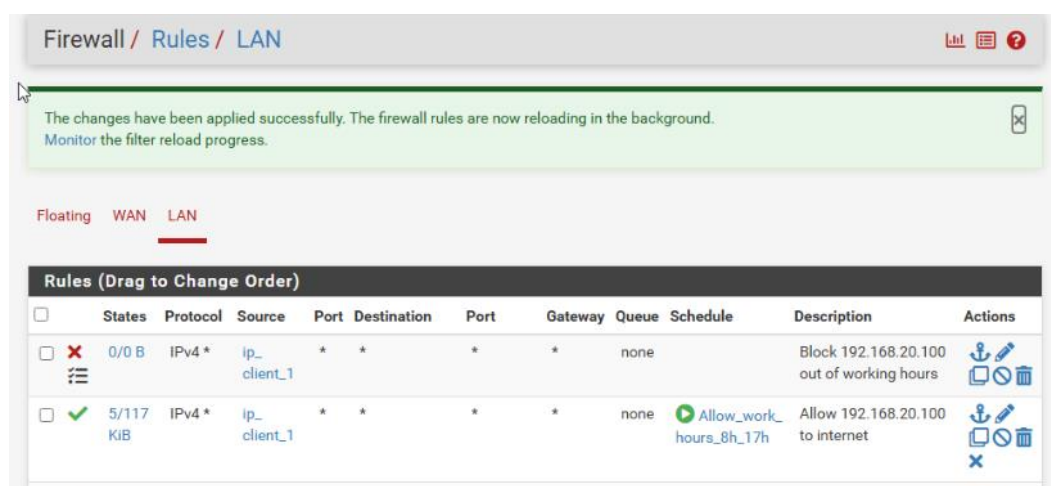 Firewall / Rules / LAN
The changes have been applied successfully. The firewall rules are now reloading in the background.
Monitor the filter reload progress.
Floating WAN LAN
Rules (Drag to Change Order)
States Protocol Source Port Destination Port Gateway Queue Schedule Description Actions
0/0 B IPv4 * ip_ * * * * none Block 192.168.20.100
client_1 out of working hours
5/117 IPv4 * ip_ * * * * none Allow_work_ Allow 192.168.20.100
KiB client_1 hours_8h_17h to internet